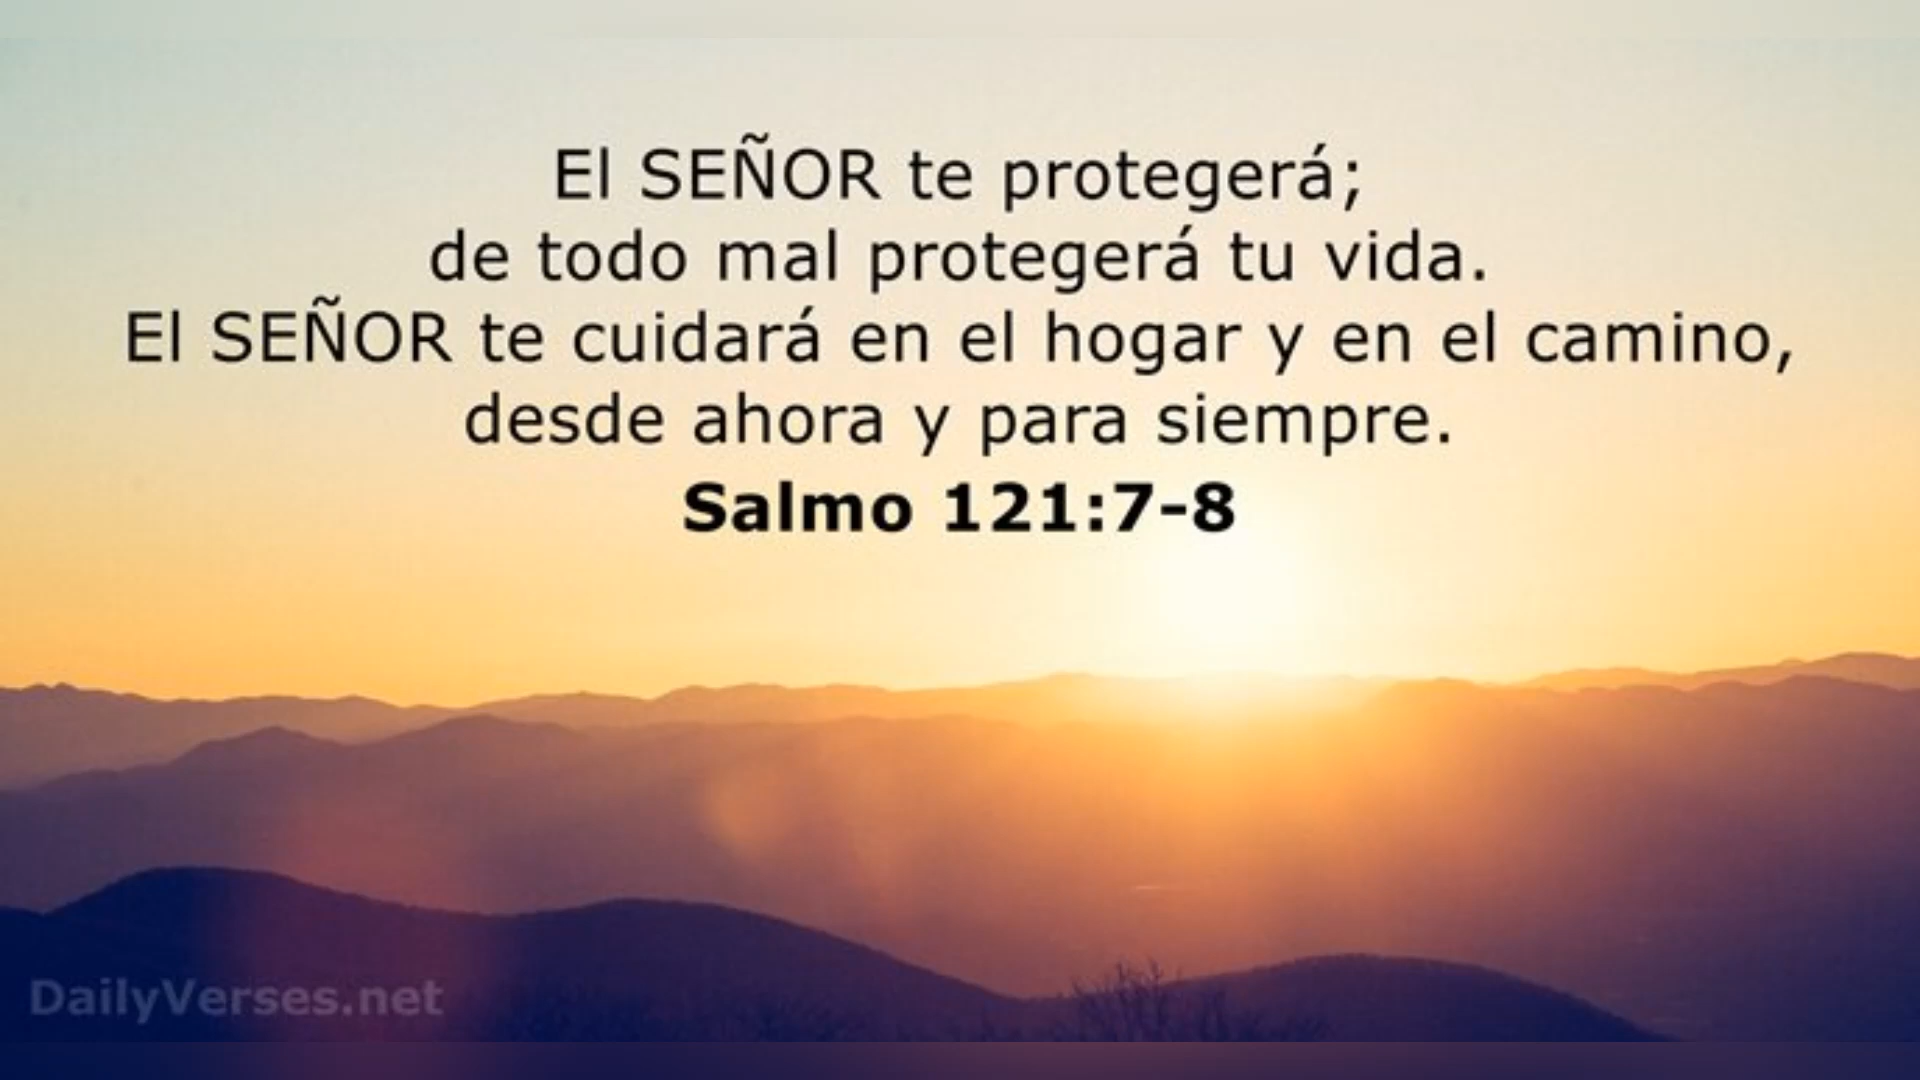 El SEÑOR te protegerá;
de todo mal protegerá tu vida.
El SEÑOR te cuidará en el hogar y en el camino,
desde ahora y para siempre.
Salmo 121:7-8
DailyVerses.net